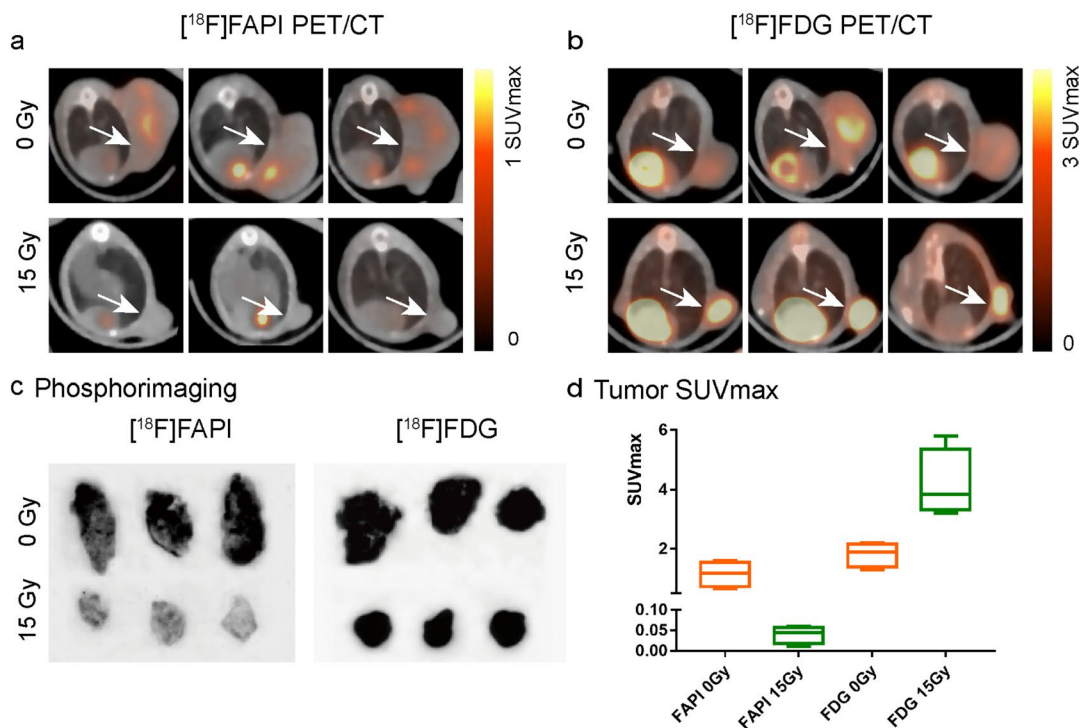 [¹⁸F]FAPI PET/CT
a
0 Gy
15 Gy
1 SUVmax
0
[¹⁸F]FDG PET/CT
b
0 Gy
15 Gy
3 SUVmax
0
c Phosphorimaging
[¹⁸F]FAPI
[¹⁸F]FDG
0 Gy
15 Gy
d Tumor SUVmax
SUVmax
6
4
2
0.10
0.05
0.00
FAPI 0Gy
FAPI 15Gy
FDG 0Gy
FDG 15Gy